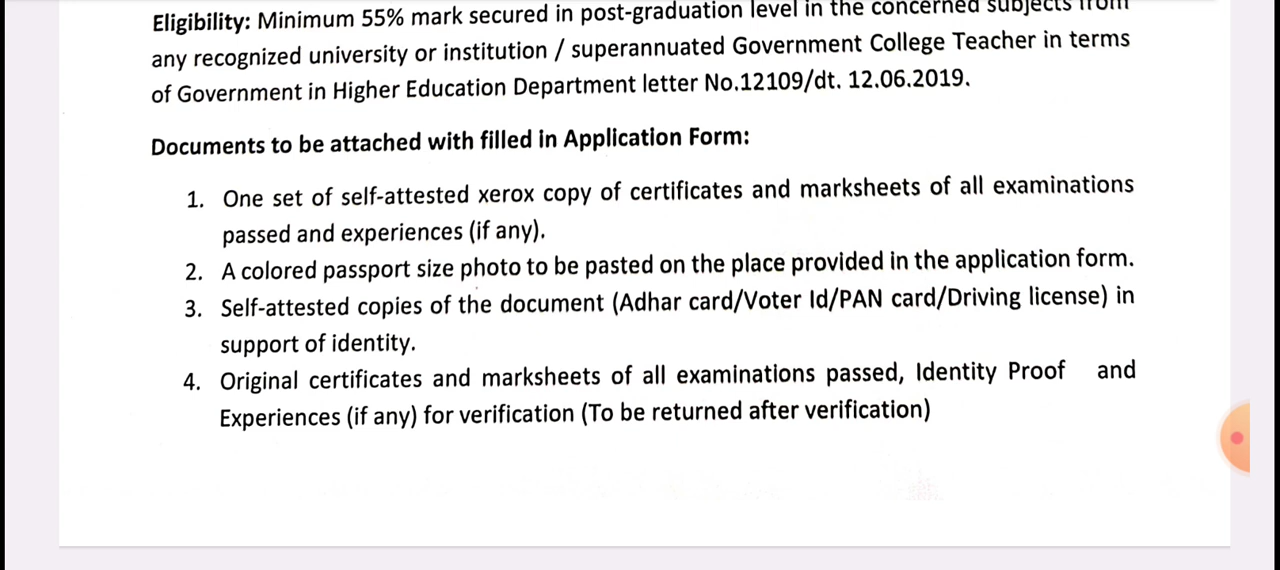 Eligibility: Minimum 55% mark secured in post-graduation level in the concerned subjects from
any recognized university or institution / superannuated Government College Teacher in terms
of Government in Higher Education Department letter No.12109/dt. 12.06.2019.
Documents to be attached with filled in Application Form:
1. One set of self-attested xerox copy of certificates and marksheets of all examinations
passed and experiences (if any).
2. A colored passport size photo to be pasted on the place provided in the application form.
3. Self-attested copies of the document (Adhar card/Voter Id/PAN card/Driving license) in
support of identity.
4. Original certificates and marksheets of all examinations passed, Identity Proof and
Experiences (if any) for verification (To be returned after verification)